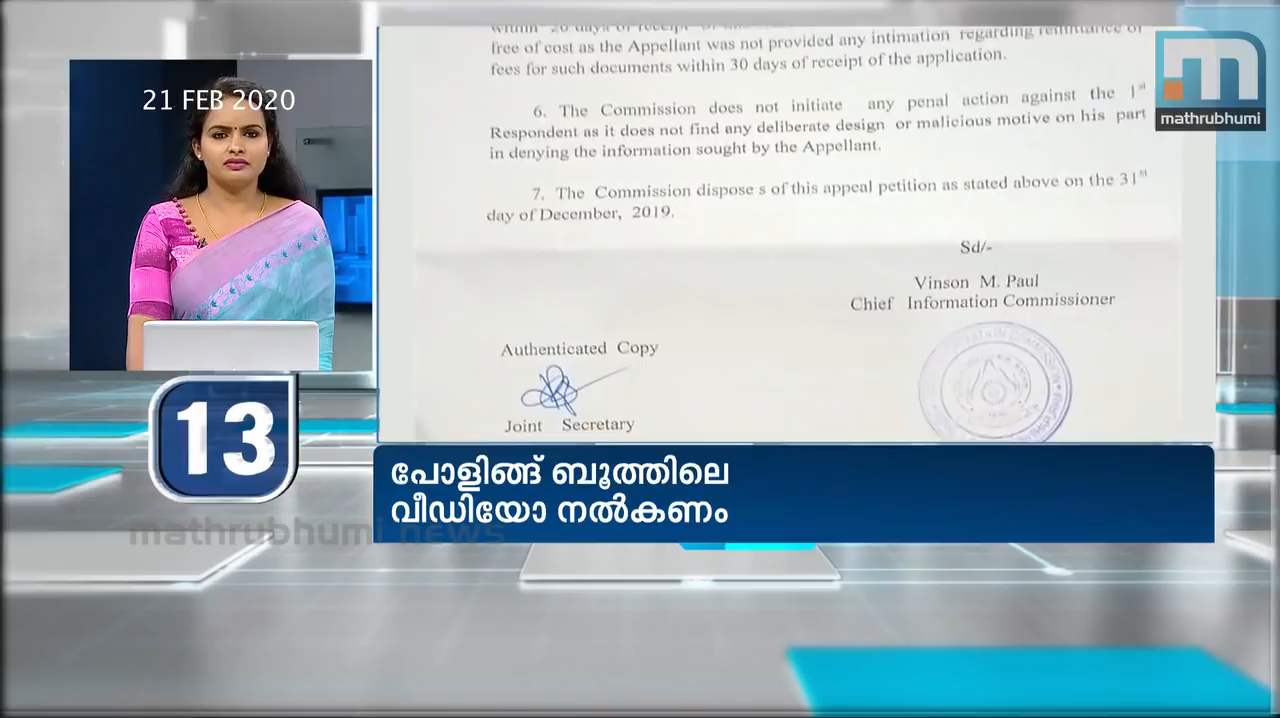 21 FEB 2020
free of cost as the Appellant was not provided any intimation regarding remittance of
fees for such documents within 30 days of receipt of the application.
6. The Commission does not initiate any penal action against the 1st
Respondent as it does not find any deliberate design or malicious motive on his part
in denying the information sought by the Appellant.
7. The Commission dispose s of this appeal petition as stated above on the 31st
day of December, 2019.
Sd/-
Vinson M. Paul
Chief Information Commissioner
Authenticated Copy
Joint Secretary
mathrubhumi
13
പോളിങ്ങ് ബൂത്തിലെ
വീഡിയോ നൽകണം
mathrubhumi news